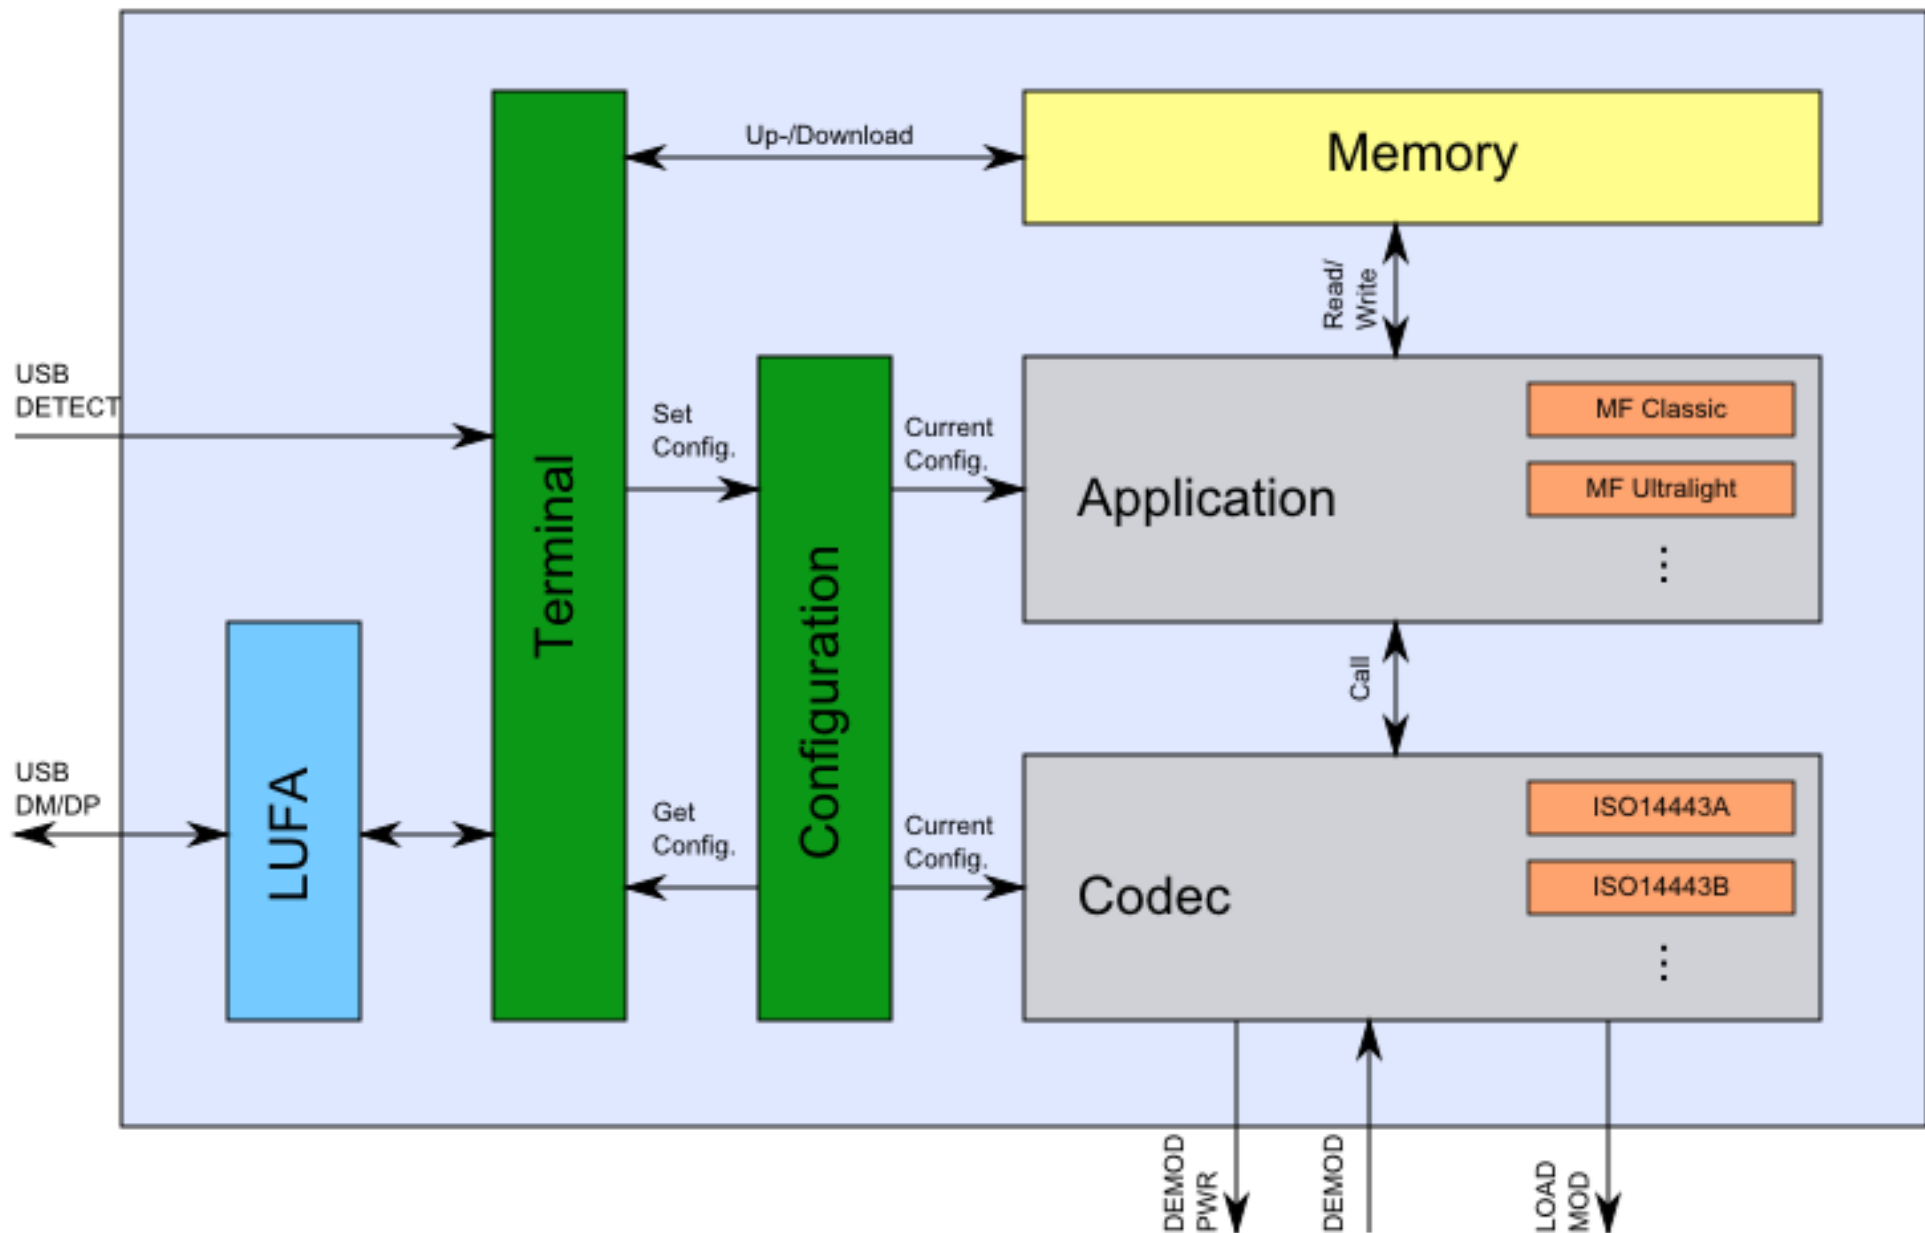 Up-/Download
Memory
Read/
Write
USB
DETECT
Set
Config.
Current
Config.
Application
MF Classic
MF Ultralight
⋮
Terminal
Configuration
Call
USB
DM/DP
LUFA
Get
Config.
Current
Config.
Codec
ISO14443A
ISO14443B
⋮
DEMOD
PWR
DEMOD
LOAD
MOD